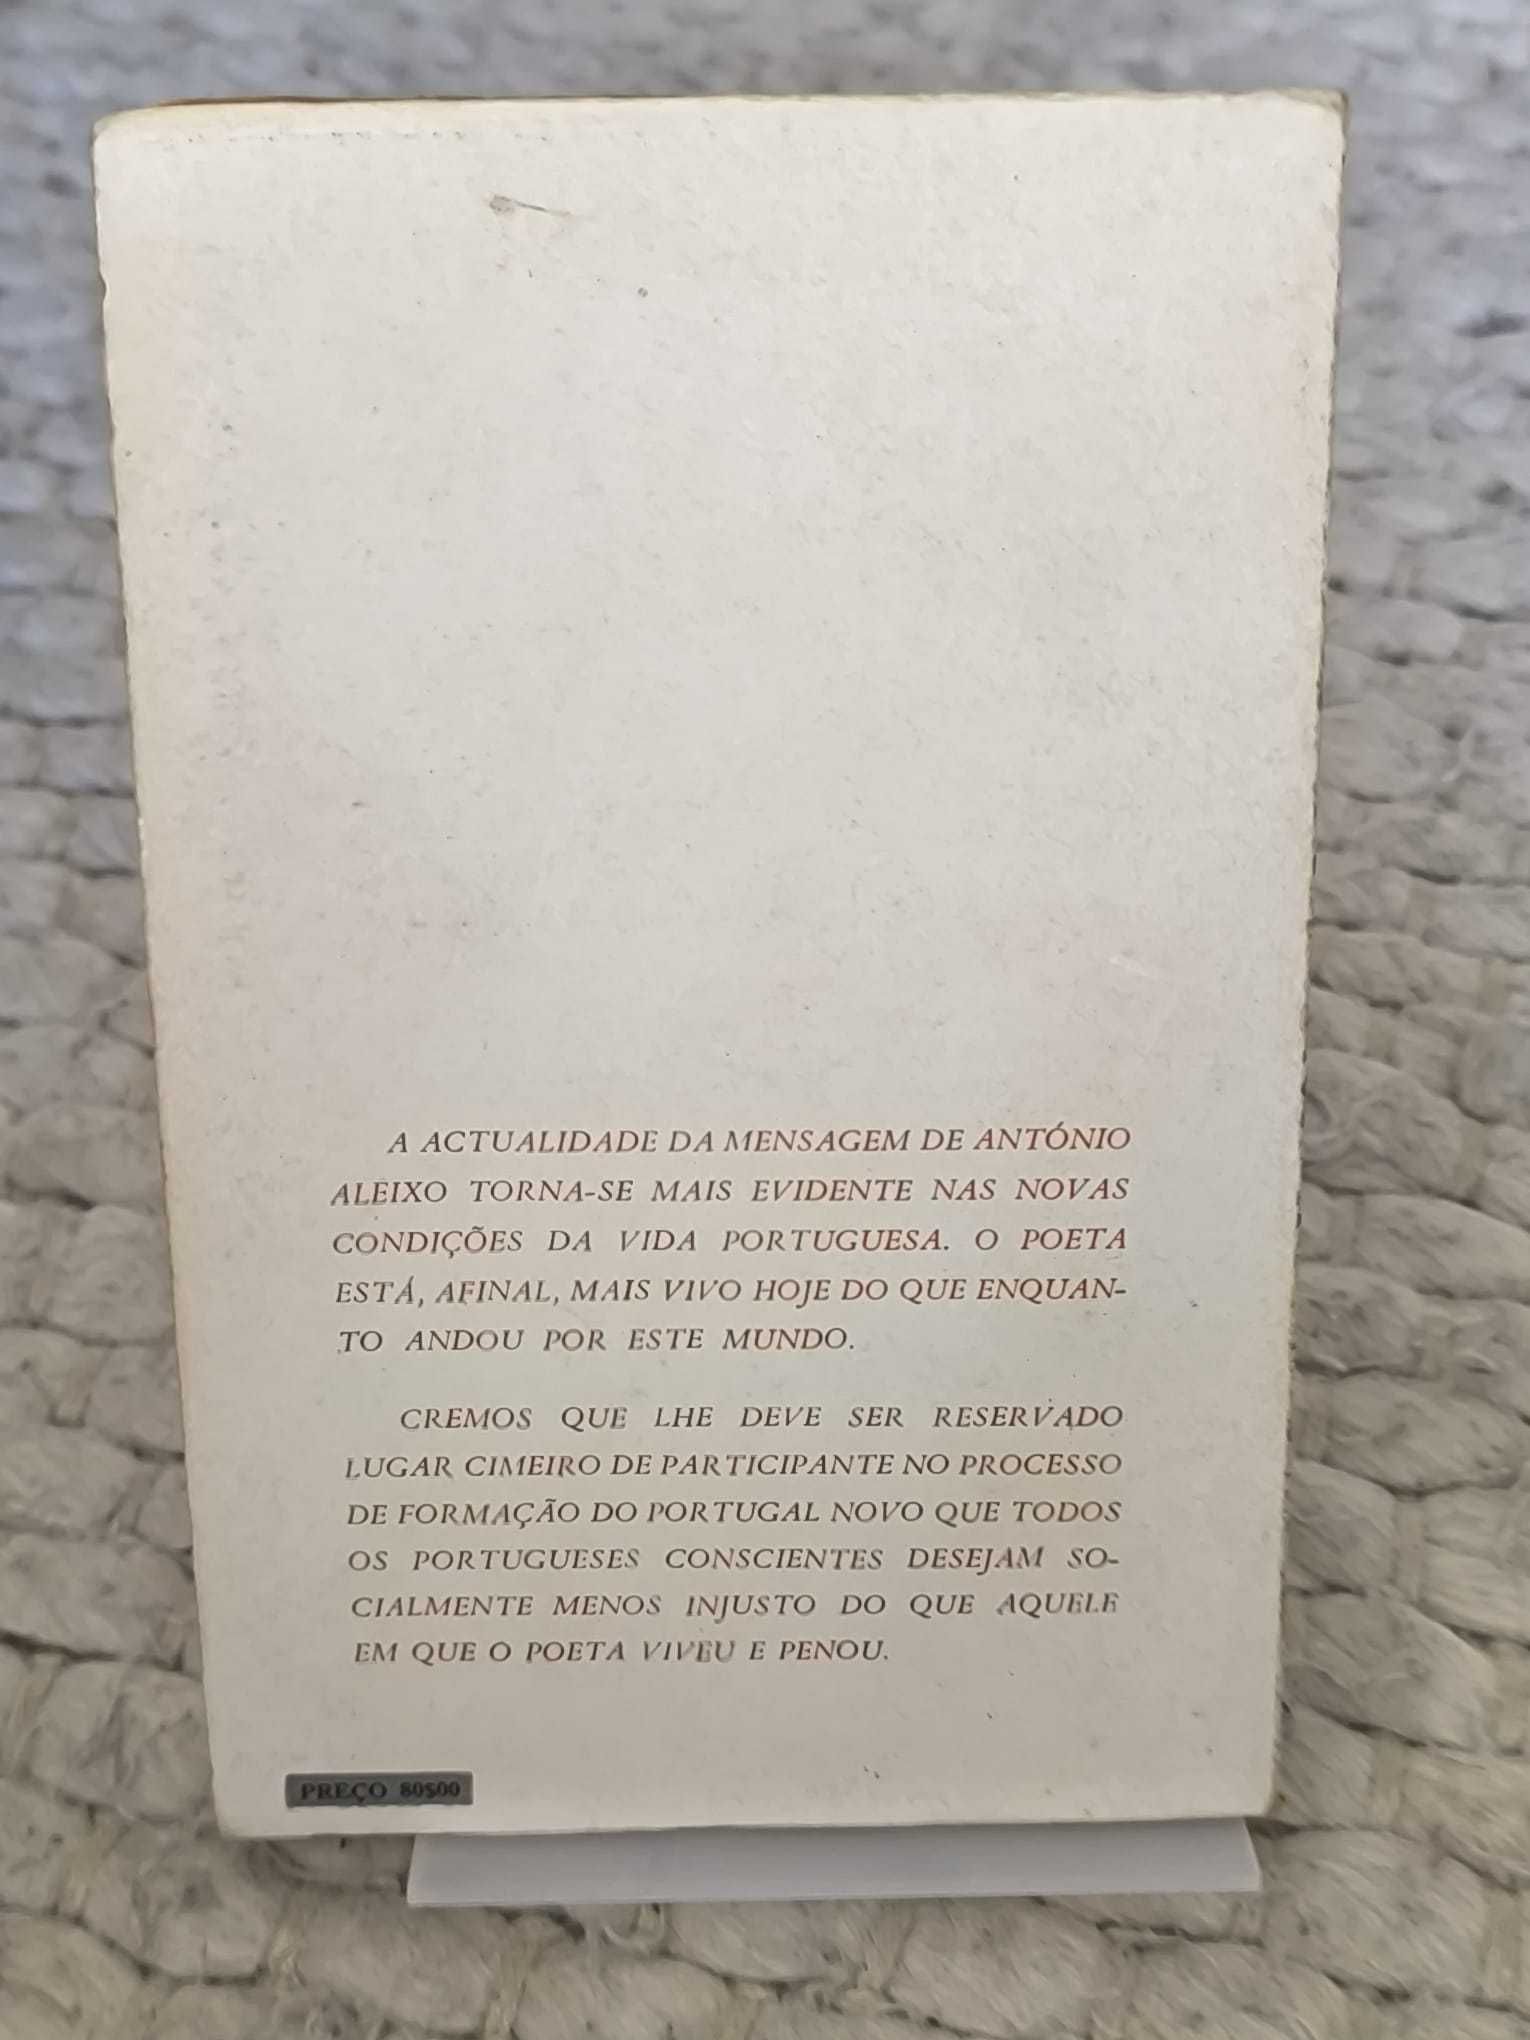 A ACTUALIDADE DA MENSAGEM DE ANTÓNIO
ALEIXO TORNA-SE MAIS EVIDENTE NAS NOVAS
CONDIÇÕES DA VIDA PORTUGUESA. O POETA
ESTÁ, AFINAL, MAIS VIVO HOJE DO QUE ENQUAN-
TO ANDOU POR ESTE MUNDO.
CREMOS QUE LHE DEVE SER RESERVADO
LUGAR CIMEIRO DE PARTICIPANTE NO PROCESSO
DE FORMAÇÃO DO PORTUGAL NOVO QUE TODOS
OS PORTUGUESES CONSCIENTES DESEJAM SO-
CIALMENTE MENOS INJUSTO DO QUE AQUELE
EM QUE O POETA VIVEU E PENOU.
PREÇO 80$00